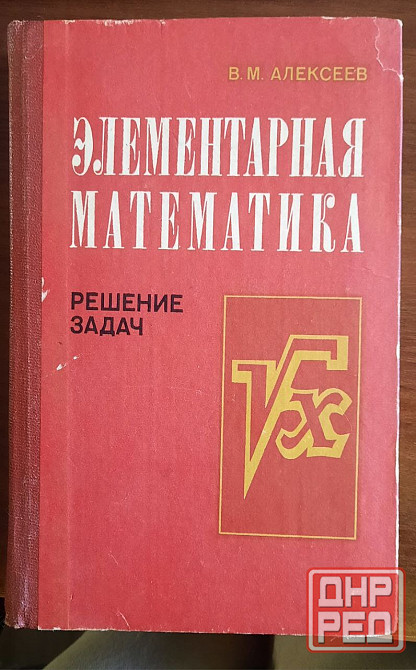 В. М. АЛЕКСЕЕВ
ЭЛЕМЕНТАРНАЯ
МАТЕМАТИКА
РЕШЕНИЕ
ЗАДАЧ
√x
ДНР
РЕД